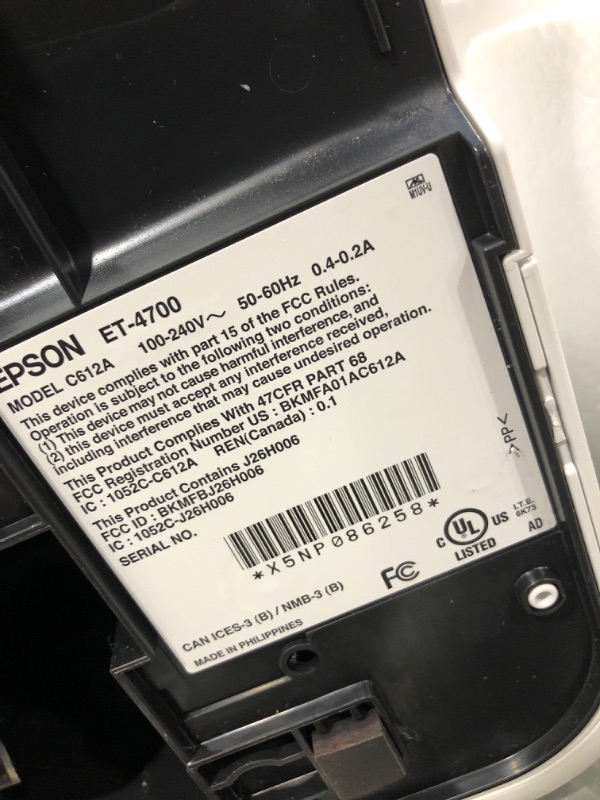 EPSON ET-4700
MODEL C612A 100-240V～ 50-60Hz 0.4-0.2A
This device complies with part 15 of the FCC Rules.
Operation is subject to the following two conditions:
(1) This device may not cause harmful interference, and
(2) this device must accept any interference received,
including interference that may cause undesired operation.
This Product Complies With 47CFR PART 68
FCC Registration Number US : BKMFA01AC612A
IC : 1052C-C612A REN(Canada) : 0.1
This Product Contains J26H006
FCC ID : BKMFBJ26H006
IC : 1052C-J26H006
SERIAL NO.
*X5NP086258*
CAN ICES-3 (B) / NMB-3 (B)
MADE IN PHILIPPINES
FC
C UL US
LISTED
I.T.E.
5K73
AD
M1UV-U
>PP<